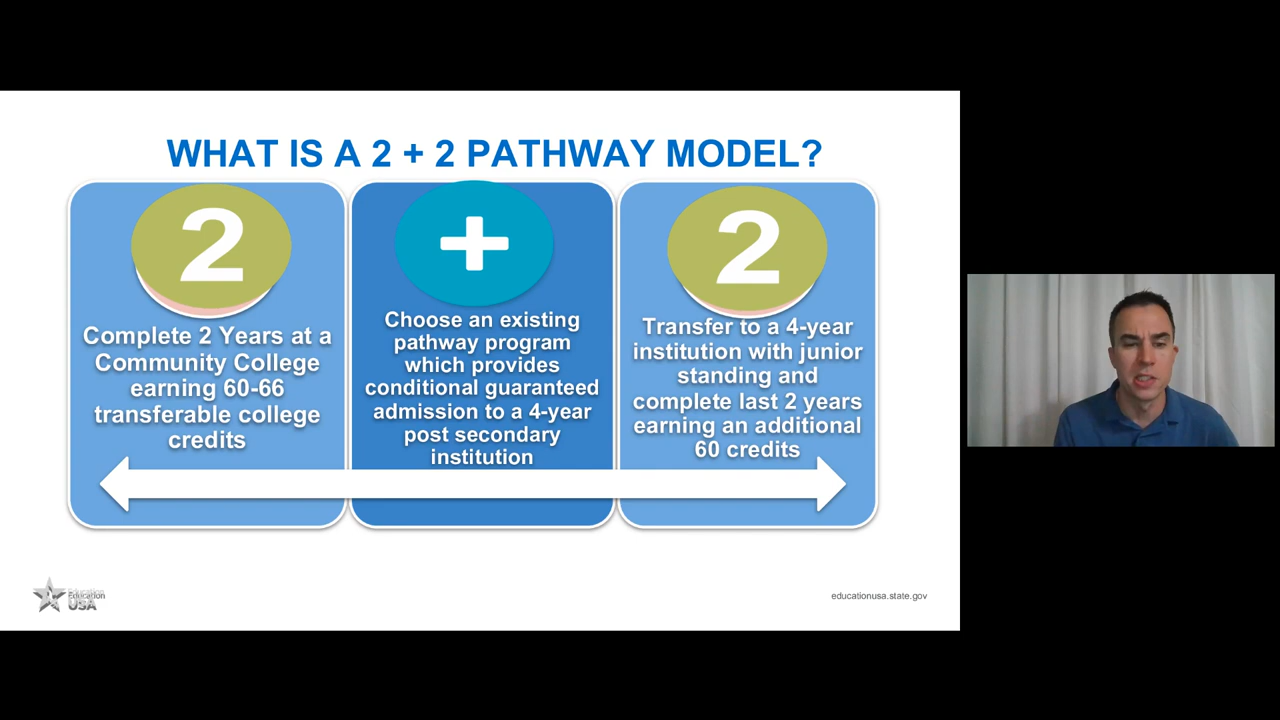 WHAT IS A 2 + 2 PATHWAY MODEL?
2
Complete 2 Years at a
Community College
earning 60-66
transferable college
credits
+
Choose an existing
pathway program
which provides
conditional guaranteed
admission to a 4-year
post secondary
institution
2
Transfer to a 4-year
institution with junior
standing and
complete last 2 years
earning an additional
60 credits
Education
USA
educationusa.state.gov